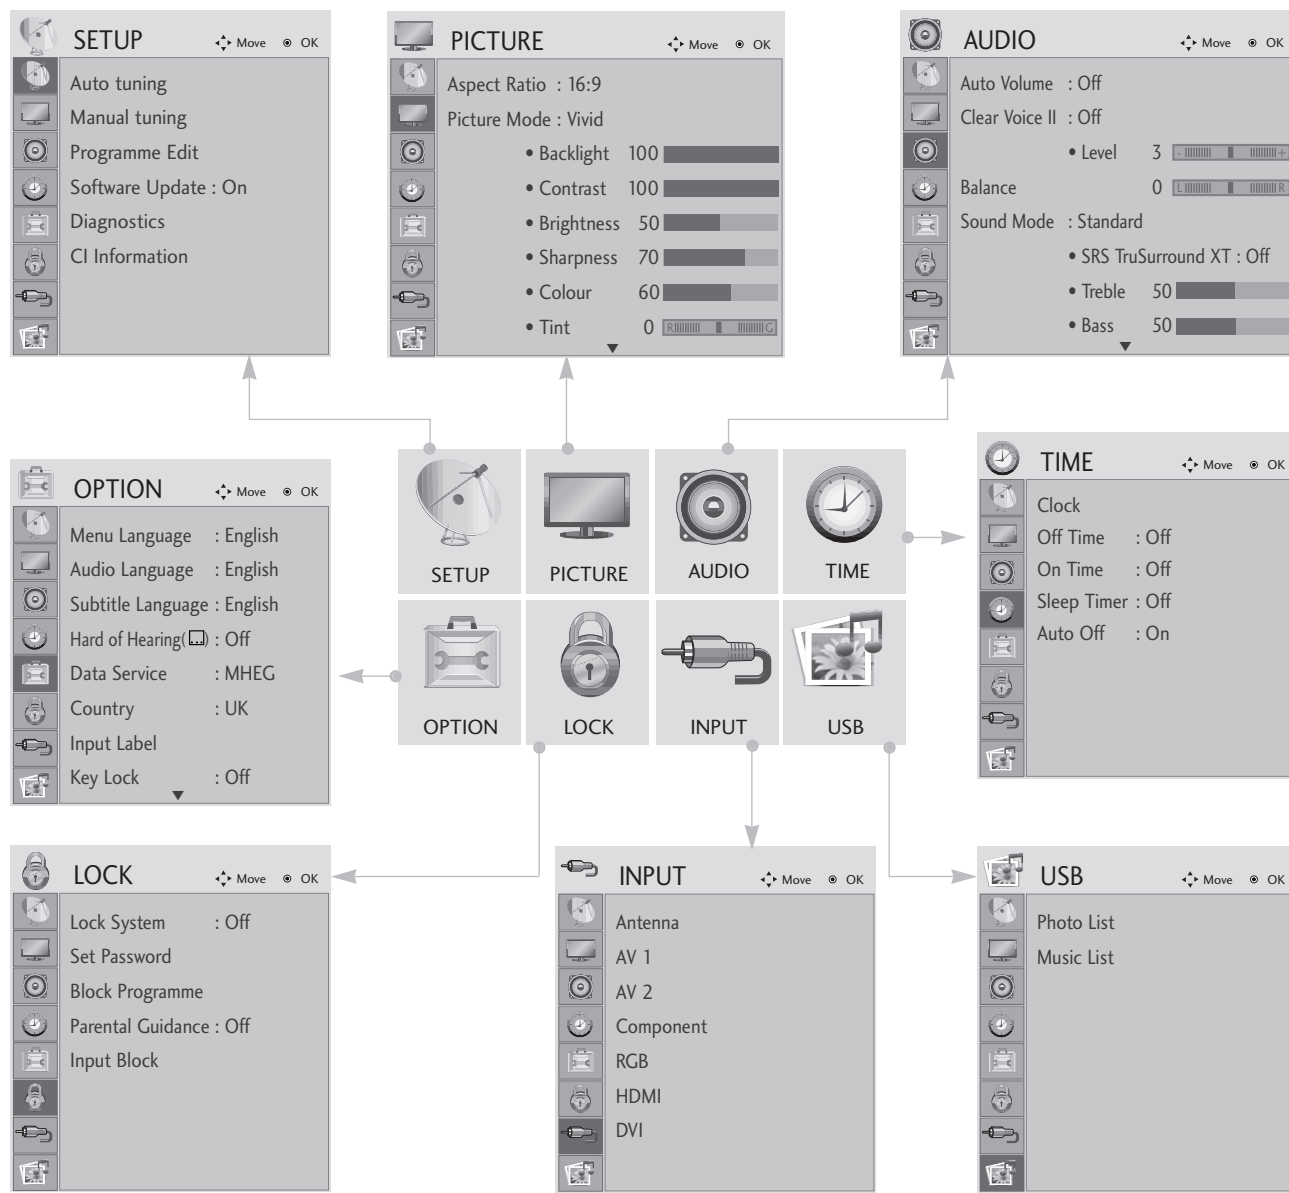 SETUP Move OK
Auto tuning
Manual tuning
Programme Edit
Software Update : On
Diagnostics
CI Information
PICTURE Move OK
Aspect Ratio : 16:9
Picture Mode : Vivid
• Backlight 100
• Contrast 100
• Brightness 50
• Sharpness 70
• Colour 60
• Tint 0 R G
AUDIO Move OK
Auto Volume : Off
Clear Voice II : Off
• Level 3 - +
Balance 0 L R
Sound Mode : Standard
• SRS TruSurround XT : Off
• Treble 50
• Bass 50
OPTION Move OK
Menu Language : English
Audio Language : English
Subtitle Language : English
Hard of Hearing( ) : Off
Data Service : MHEG
Country : UK
Input Label
Key Lock : Off
SETUP PICTURE AUDIO TIME
OPTION LOCK INPUT USB
TIME Move OK
Clock
Off Time : Off
On Time : Off
Sleep Timer : Off
Auto Off : On
LOCK Move OK
Lock System : Off
Set Password
Block Programme
Parental Guidance : Off
Input Block
INPUT Move OK
Antenna
AV 1
AV 2
Component
RGB
HDMI
DVI
USB Move OK
Photo List
Music List